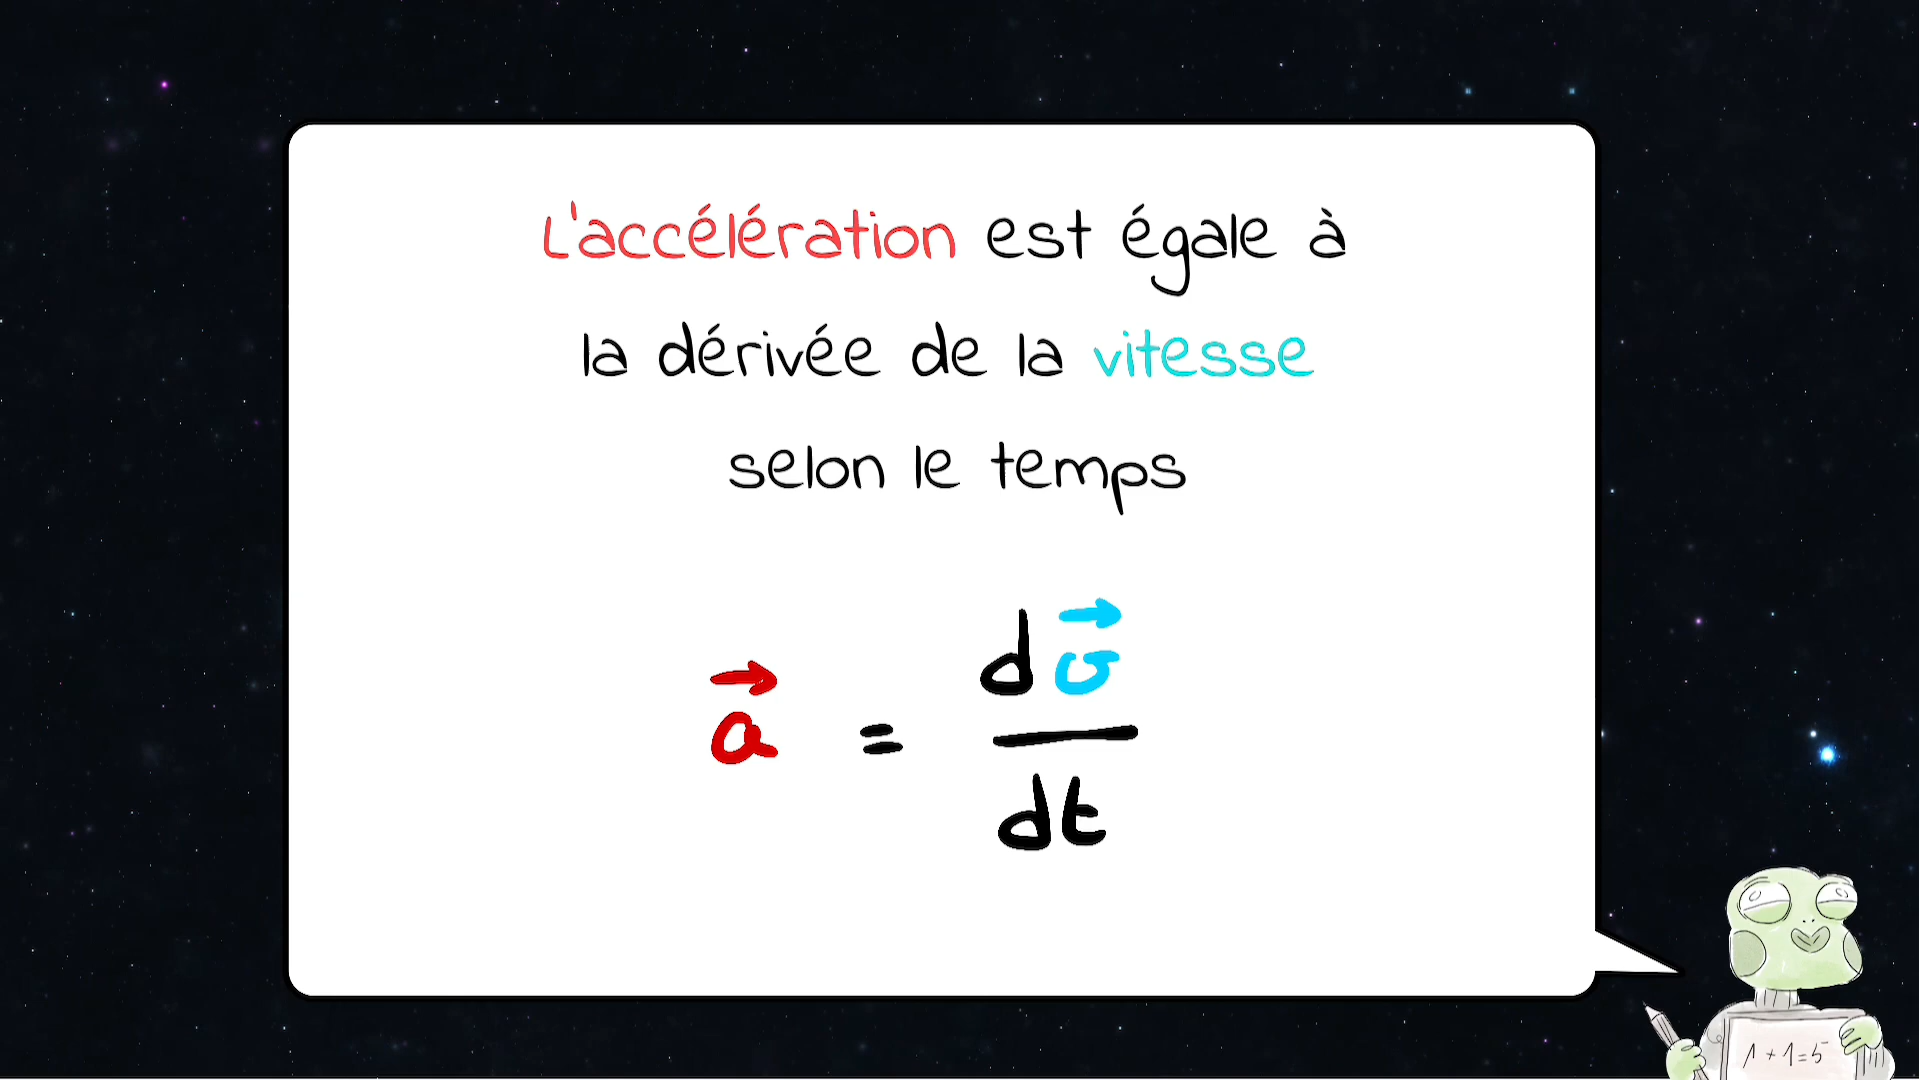 L'accélération est égale à
la dérivée de la vitesse
selon le temps
a⃗ = dv⃗/dt
1+1=5